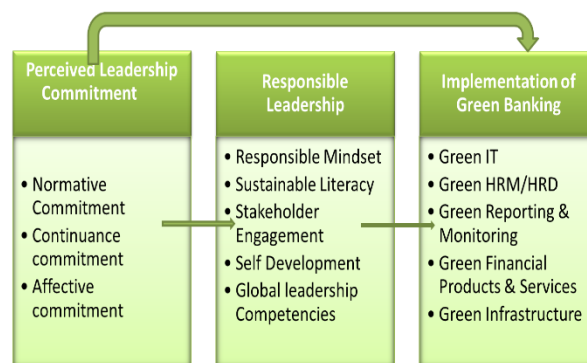 Perceived Leadership
Commitment
• Normative
Commitment
• Continuance
commitment
• Affective
commitment
Responsible
Leadership
• Responsible Mindset
• Sustainable Literacy
• Stakeholder
Engagement
• Self Development
• Global leadership
Competencies
Implementation of
Green Banking
• Green IT
• Green HRM/HRD
• Green Reporting &
Monitoring
• Green Financial
Products & Services
• Green Infrastructure